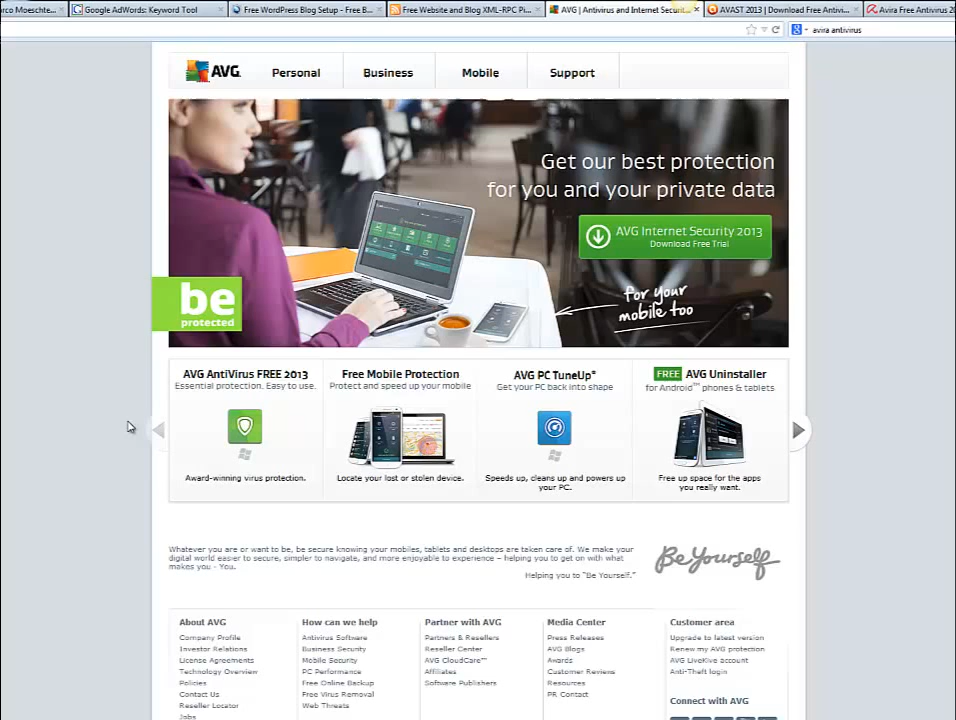 rco Moeschte...
Google AdWords: Keyword Tool
Free WordPress Blog Setup - Free B...
Free Website and Blog XML-RPC Pi...
AVG | Antivirus and Internet Securit...
AVAST 2013 | Download Free Antivi...
Avira Free Antivirus 20
avira antivirus
AVG.
Personal
Business
Mobile
Support
Get our best protection
for you and your private data
AVG Internet Security 2013
Download Free Trial
for your
mobile too
be
protected
AVG AntiVirus FREE 2013
Essential protection. Easy to use.
Award-winning virus protection.
Free Mobile Protection
Protect and speed up your mobile
Locate your lost or stolen device.
AVG PC TuneUp®
Get your PC back into shape
Speeds up, cleans up and powers up
your PC.
FREE AVG Uninstaller
for Android™ phones & tablets
Free up space for the apps
you really want.
Whatever you are or want to be, be secure knowing your mobiles, tablets and desktops are taken care of. We make your
digital world easier to secure, simpler to navigate, and more enjoyable to experience – helping you to get on with what
makes you - You.
Helping you to "Be Yourself."
Be Yourself
About AVG
Company Profile
Investor Relations
License Agreements
Technology Overview
Policies
Contact Us
Reseller Locator
Jobs
How can we help
Antivirus Software
Business Security
Mobile Security
PC Performance
Free Online Backup
Free Virus Removal
Web Threats
Partner with AVG
Partners & Resellers
Reseller Center
AVG CloudCare™
Affiliates
Software Publishers
Media Center
Press Releases
AVG Blogs
Awards
Customer Reviews
Resources
PR Contact
Customer area
Upgrade to latest version
Renew my AVG protection
AVG LiveKive account
Anti-Theft login
Connect with AVG